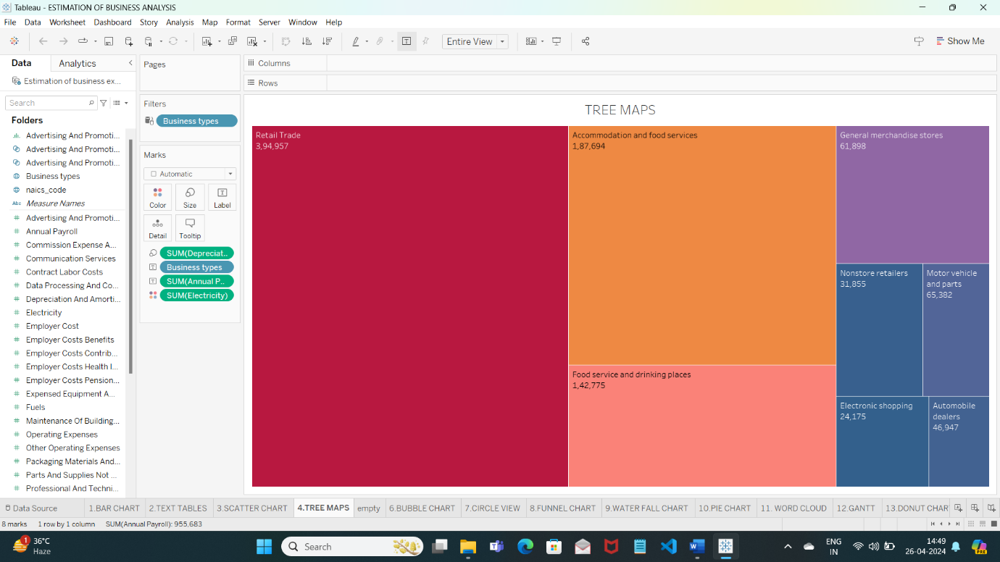 Tableau - ESTIMATION OF BUSINESS ANALYSIS
File Data Worksheet Dashboard Story Analysis Map Format Server Window Help
Entire View
Show Me
Data Analytics
Estimation of business ex...
Search
Folders
Advertising And Promoti...
Advertising And Promoti...
Advertising And Promoti...
Business types
naics_code
Abc Measure Names
Advertising And Promoti...
Annual Payroll
Commission Expense A...
Communication Services
Contract Labor Costs
Data Processing And Co...
Depreciation And Amorti...
Electricity
Employer Cost
Employer Costs Benefits
Employer Costs Contrib...
Employer Costs Health I...
Employer Costs Pension...
Expensed Equipment A...
Fuels
Maintenance Of Building...
Operating Expenses
Other Operating Expenses
Packaging Materials And...
Parts And Supplies Not ...
Professional And Techni...
Pages
Filters
Business types
Marks
Automatic
Color Size Label
Detail Tooltip
SUM(Depreciat..
Business types
SUM(Annual P..
SUM(Electricity)
Columns
Rows
TREE MAPS
Retail Trade
3,94,957
Accommodation and food services
1,87,694
Food service and drinking places
1,42,775
General merchandise stores
61,898
Nonstore retailers
31,855
Motor vehicle
and parts
65,382
Electronic shopping
24,175
Automobile
dealers
46,947
Data Source 1.BAR CHART 2.TEXT TABLES 3.SCATTER CHART 4.TREE MAPS empty 6.BUBBLE CHART 7.CIRCLE VIEW 8.FUNNEL CHART 9.WATER FALL CHART 10.PIE CHART 11. WORD CLOUD 12.GANTT 13.DONUT CHAR
8 marks 1 row by 1 column SUM(Annual Payroll): 955,683
1
36°C
Haze
Search
ENG
IN
14:49
26-04-2024
PRE